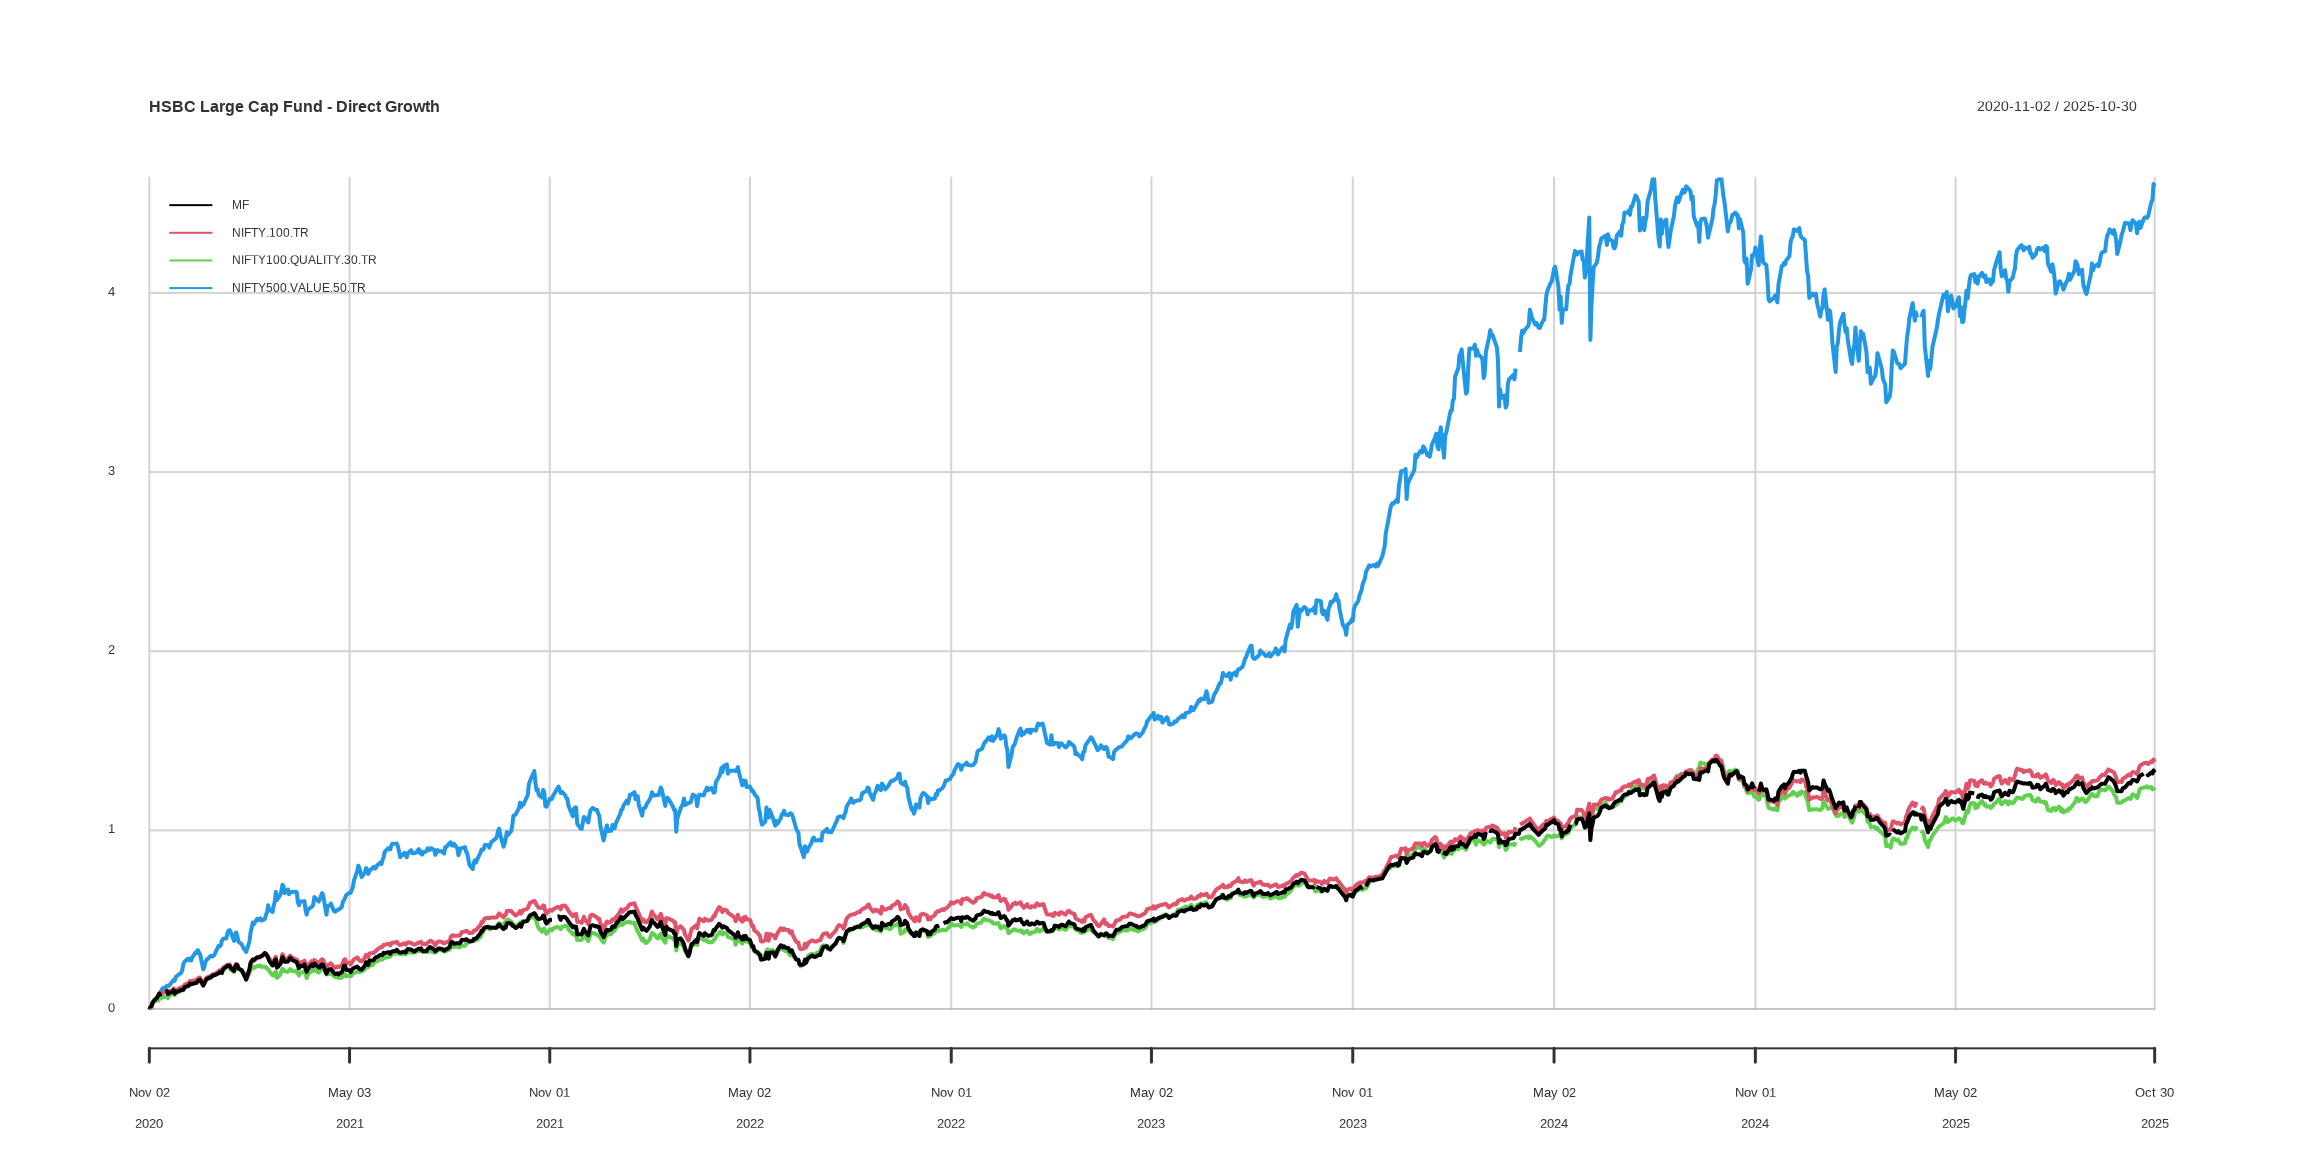 HSBC Large Cap Fund - Direct Growth
2020-11-02 / 2025-10-30
MF
NIFTY.100.TR
NIFTY100.QUALITY.30.TR
NIFTY500.VALUE.50.TR
4
3
2
1
0
Nov 02 May 03 Nov 01 May 02 Nov 01 May 02 Nov 01 May 02 Nov 01 May 02 Oct 30
2020 2021 2021 2022 2022 2023 2023 2024 2024 2025 2025